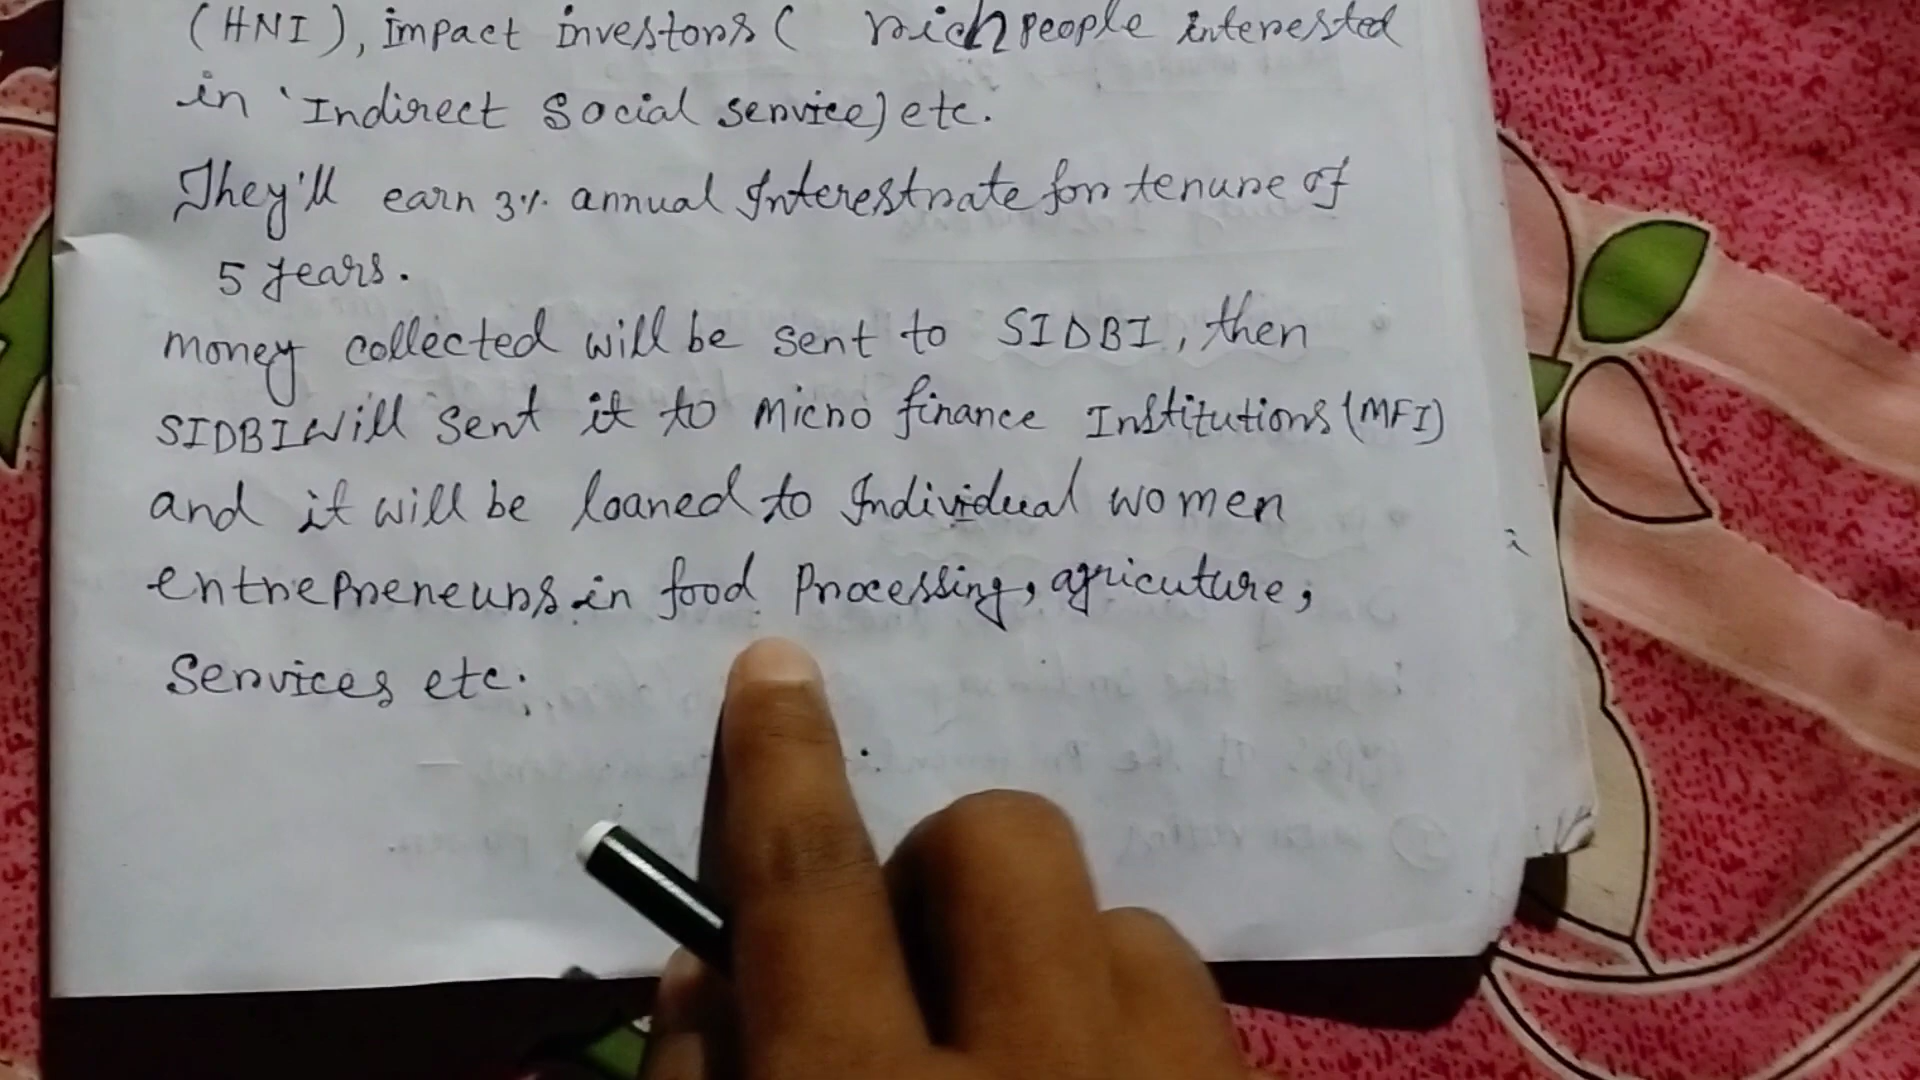 (HNI), impact investors ( rich people interested
in 'Indirect Social service) etc.
They'll earn 3% annual Interest rate for tenure of
5 years.
money collected will be sent to SIDBI, then
SIDBI will sent it to micro finance Institutions (MFI)
and it will be loaned to Individual women
entrepreneurs in food Processing, agricuture,
Services etc.